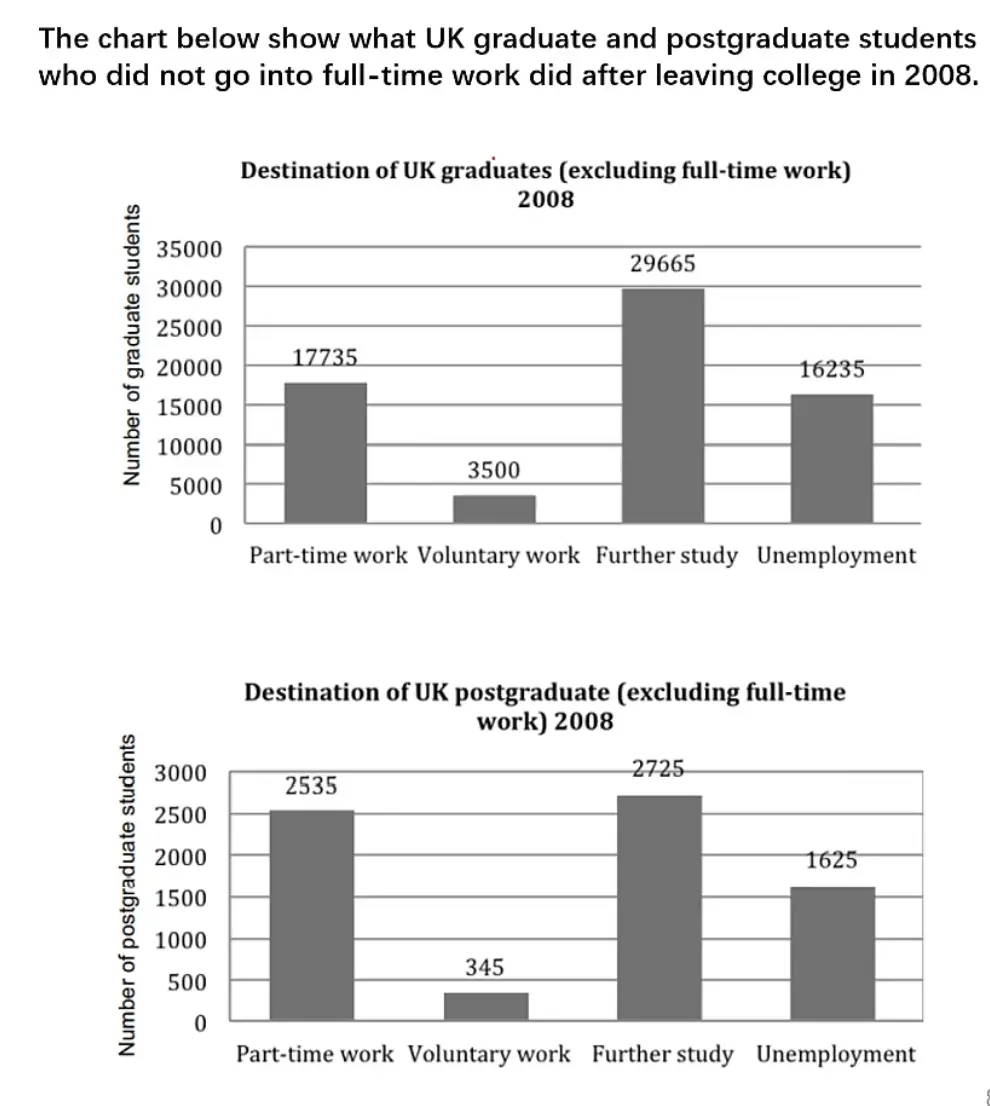 The chart below show what UK graduate and postgraduate students
who did not go into full-time work did after leaving college in 2008.
Destination of UK graduates (excluding full-time work)
2008
Number of graduate students
35000
30000
25000
20000
15000
10000
5000
0
17735
3500
29665
16235
Part-time work Voluntary work Further study Unemployment
Destination of UK postgraduate (excluding full-time
work) 2008
Number of postgraduate students
3000
2500
2000
1500
1000
500
0
2535
345
2725
1625
Part-time work Voluntary work Further study Unemployment